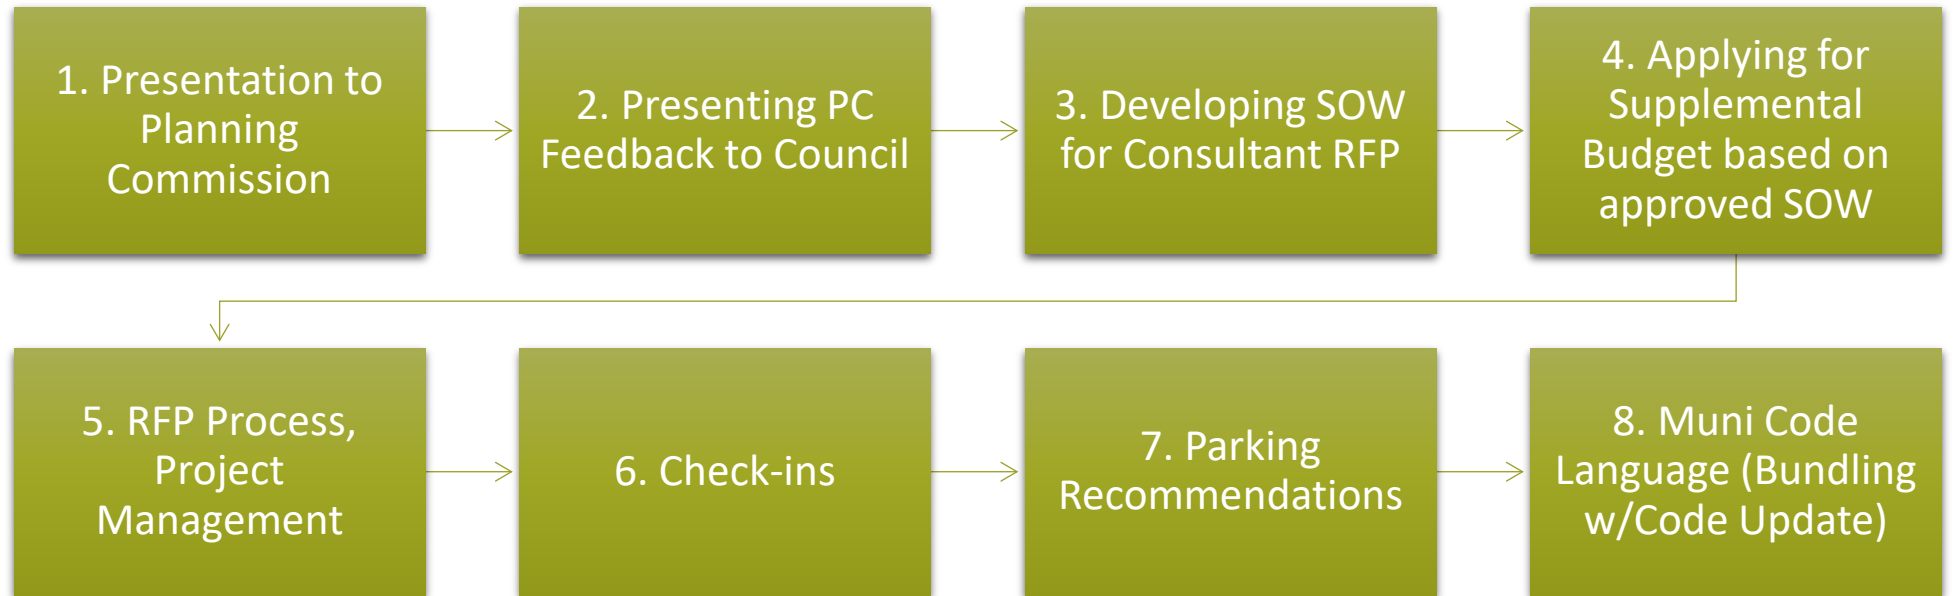 1. Presentation to
Planning
Commission
2. Presenting PC
Feedback to Council
3. Developing SOW
for Consultant RFP
4. Applying for
Supplemental
Budget based on
approved SOW
5. RFP Process,
Project
Management
6. Check-ins
7. Parking
Recommendations
8. Muni Code
Language (Bundling
w/Code Update)